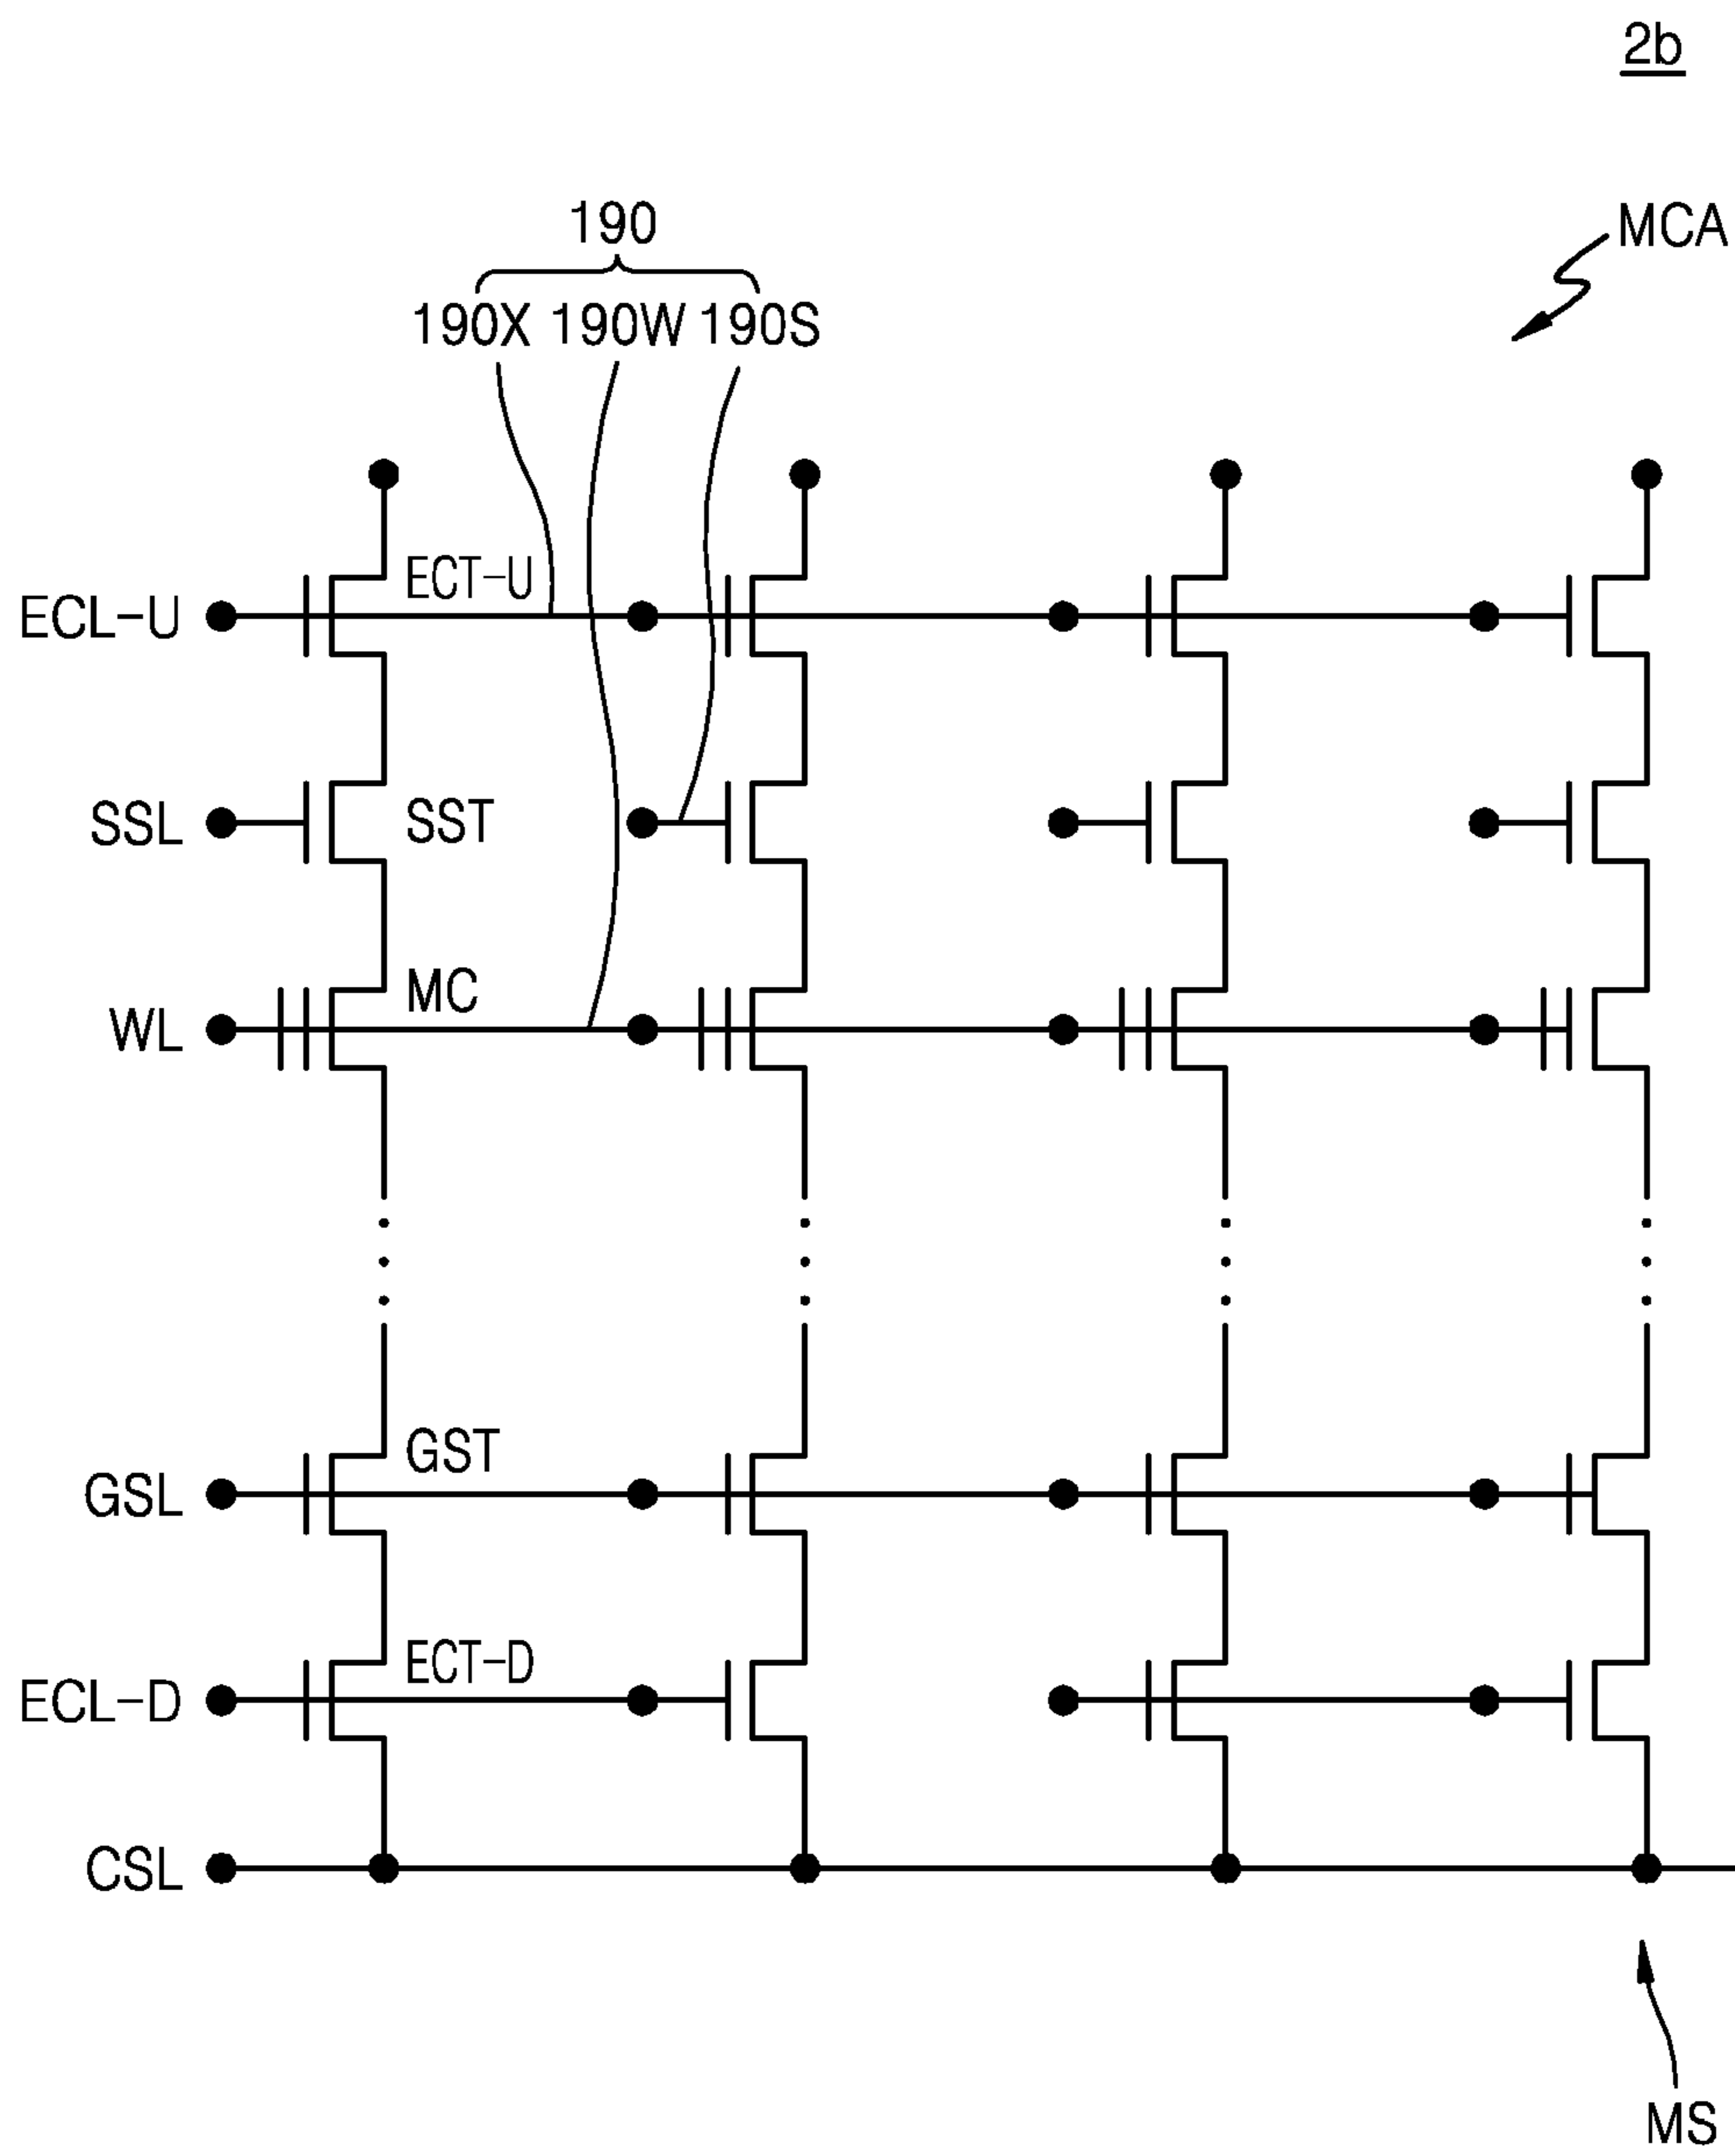 2b
MCA
190
190X 190W 190S
ECL-U
ECT-U
SSL
SST
WL
MC
GSL
GST
ECL-D
ECT-D
CSL
MS